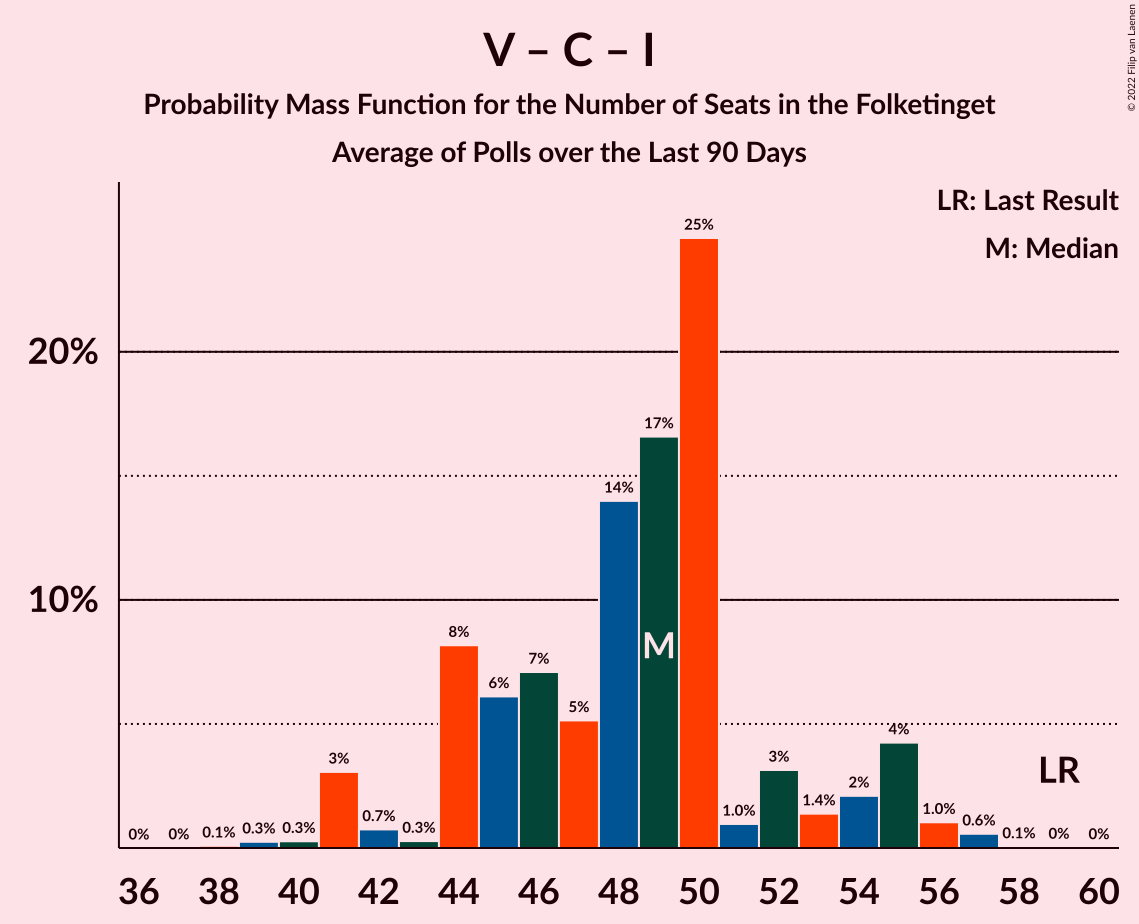 V – C – I
Probability Mass Function for the Number of Seats in the Folketinget
Average of Polls over the Last 90 Days
© 2022 Filip van Laenen
LR: Last Result
M: Median
20%
10%
0% 0% 0.1% 0.3% 0.3% 3% 0.7% 0.3% 8% 6% 7% 5% 14% 17% 25% 1.0% 3% 1.4% 2% 4% 1.0% 0.6% 0.1% 0% 0%
M
LR
36 38 40 42 44 46 48 50 52 54 56 58 60